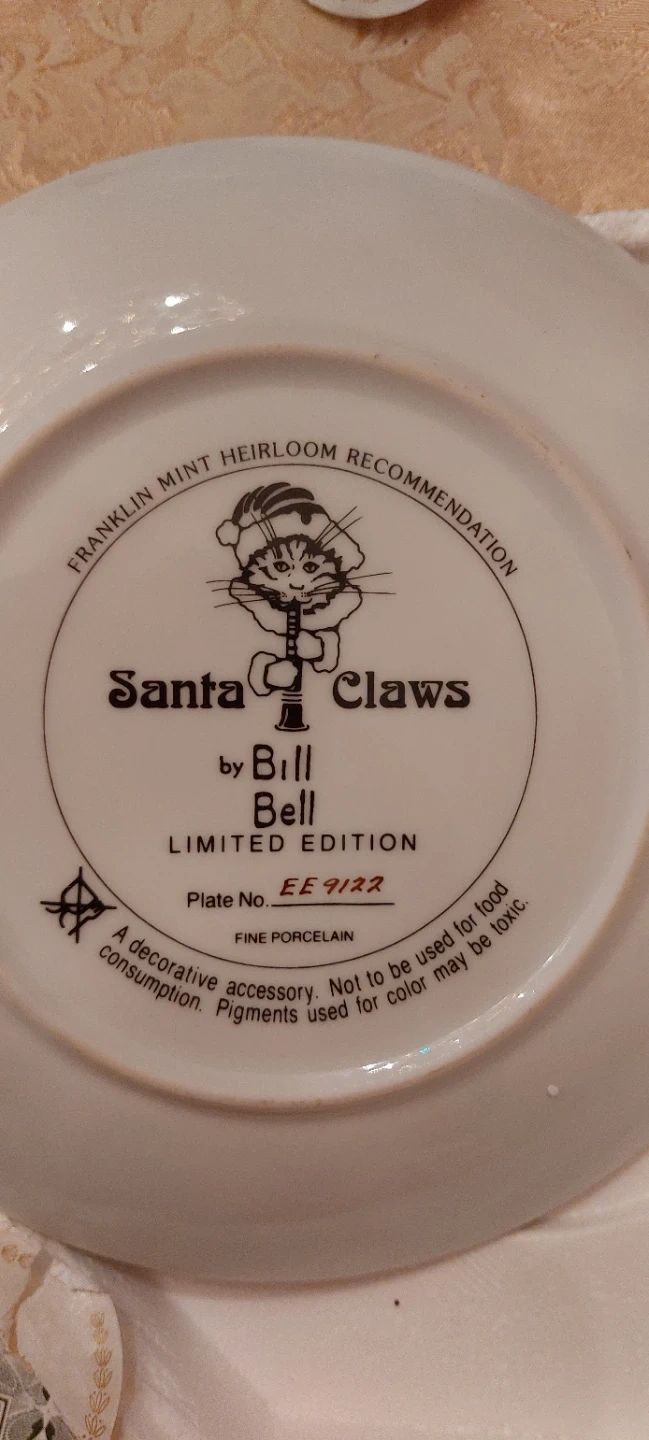 FRANKLIN MINT HEIRLOOM RECOMMENDATION
Santa Claws
by Bill
Bell
LIMITED EDITION
Plate No. EE 9122
FINE PORCELAIN
A decorative accessory. Not to be used for food
consumption. Pigments used for color may be toxic.